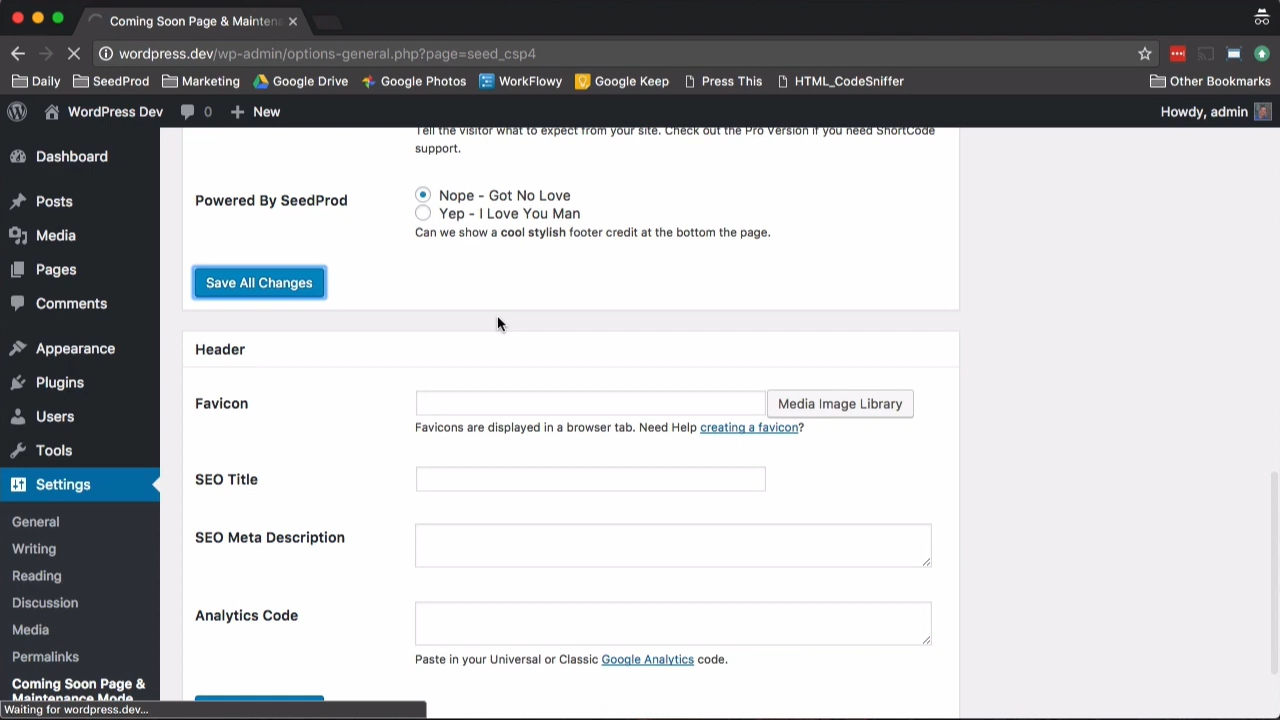 Coming Soon Page & Mainten
wordpress.dev/wp-admin/options-general.php?page=seed_csp4
Daily SeedProd Marketing Google Drive Google Photos WorkFlowy Google Keep Press This HTML_CodeSniffer Other Bookmarks
WordPress Dev 0 New Howdy, admin
Tell the visitor what to expect from your site. Check out the Pro Version if you need ShortCode
support.
Dashboard
Posts
Media
Pages
Comments
Appearance
Plugins
Users
Tools
Settings
General
Writing
Reading
Discussion
Media
Permalinks
Coming Soon Page &
Maintenance Mode
Powered By SeedProd
Nope - Got No Love
Yep - I Love You Man
Can we show a cool stylish footer credit at the bottom the page.
Save All Changes
Header
Favicon
Media Image Library
Favicons are displayed in a browser tab. Need Help creating a favicon?
SEO Title
SEO Meta Description
Analytics Code
Paste in your Universal or Classic Google Analytics code.
Waiting for wordpress.dev...